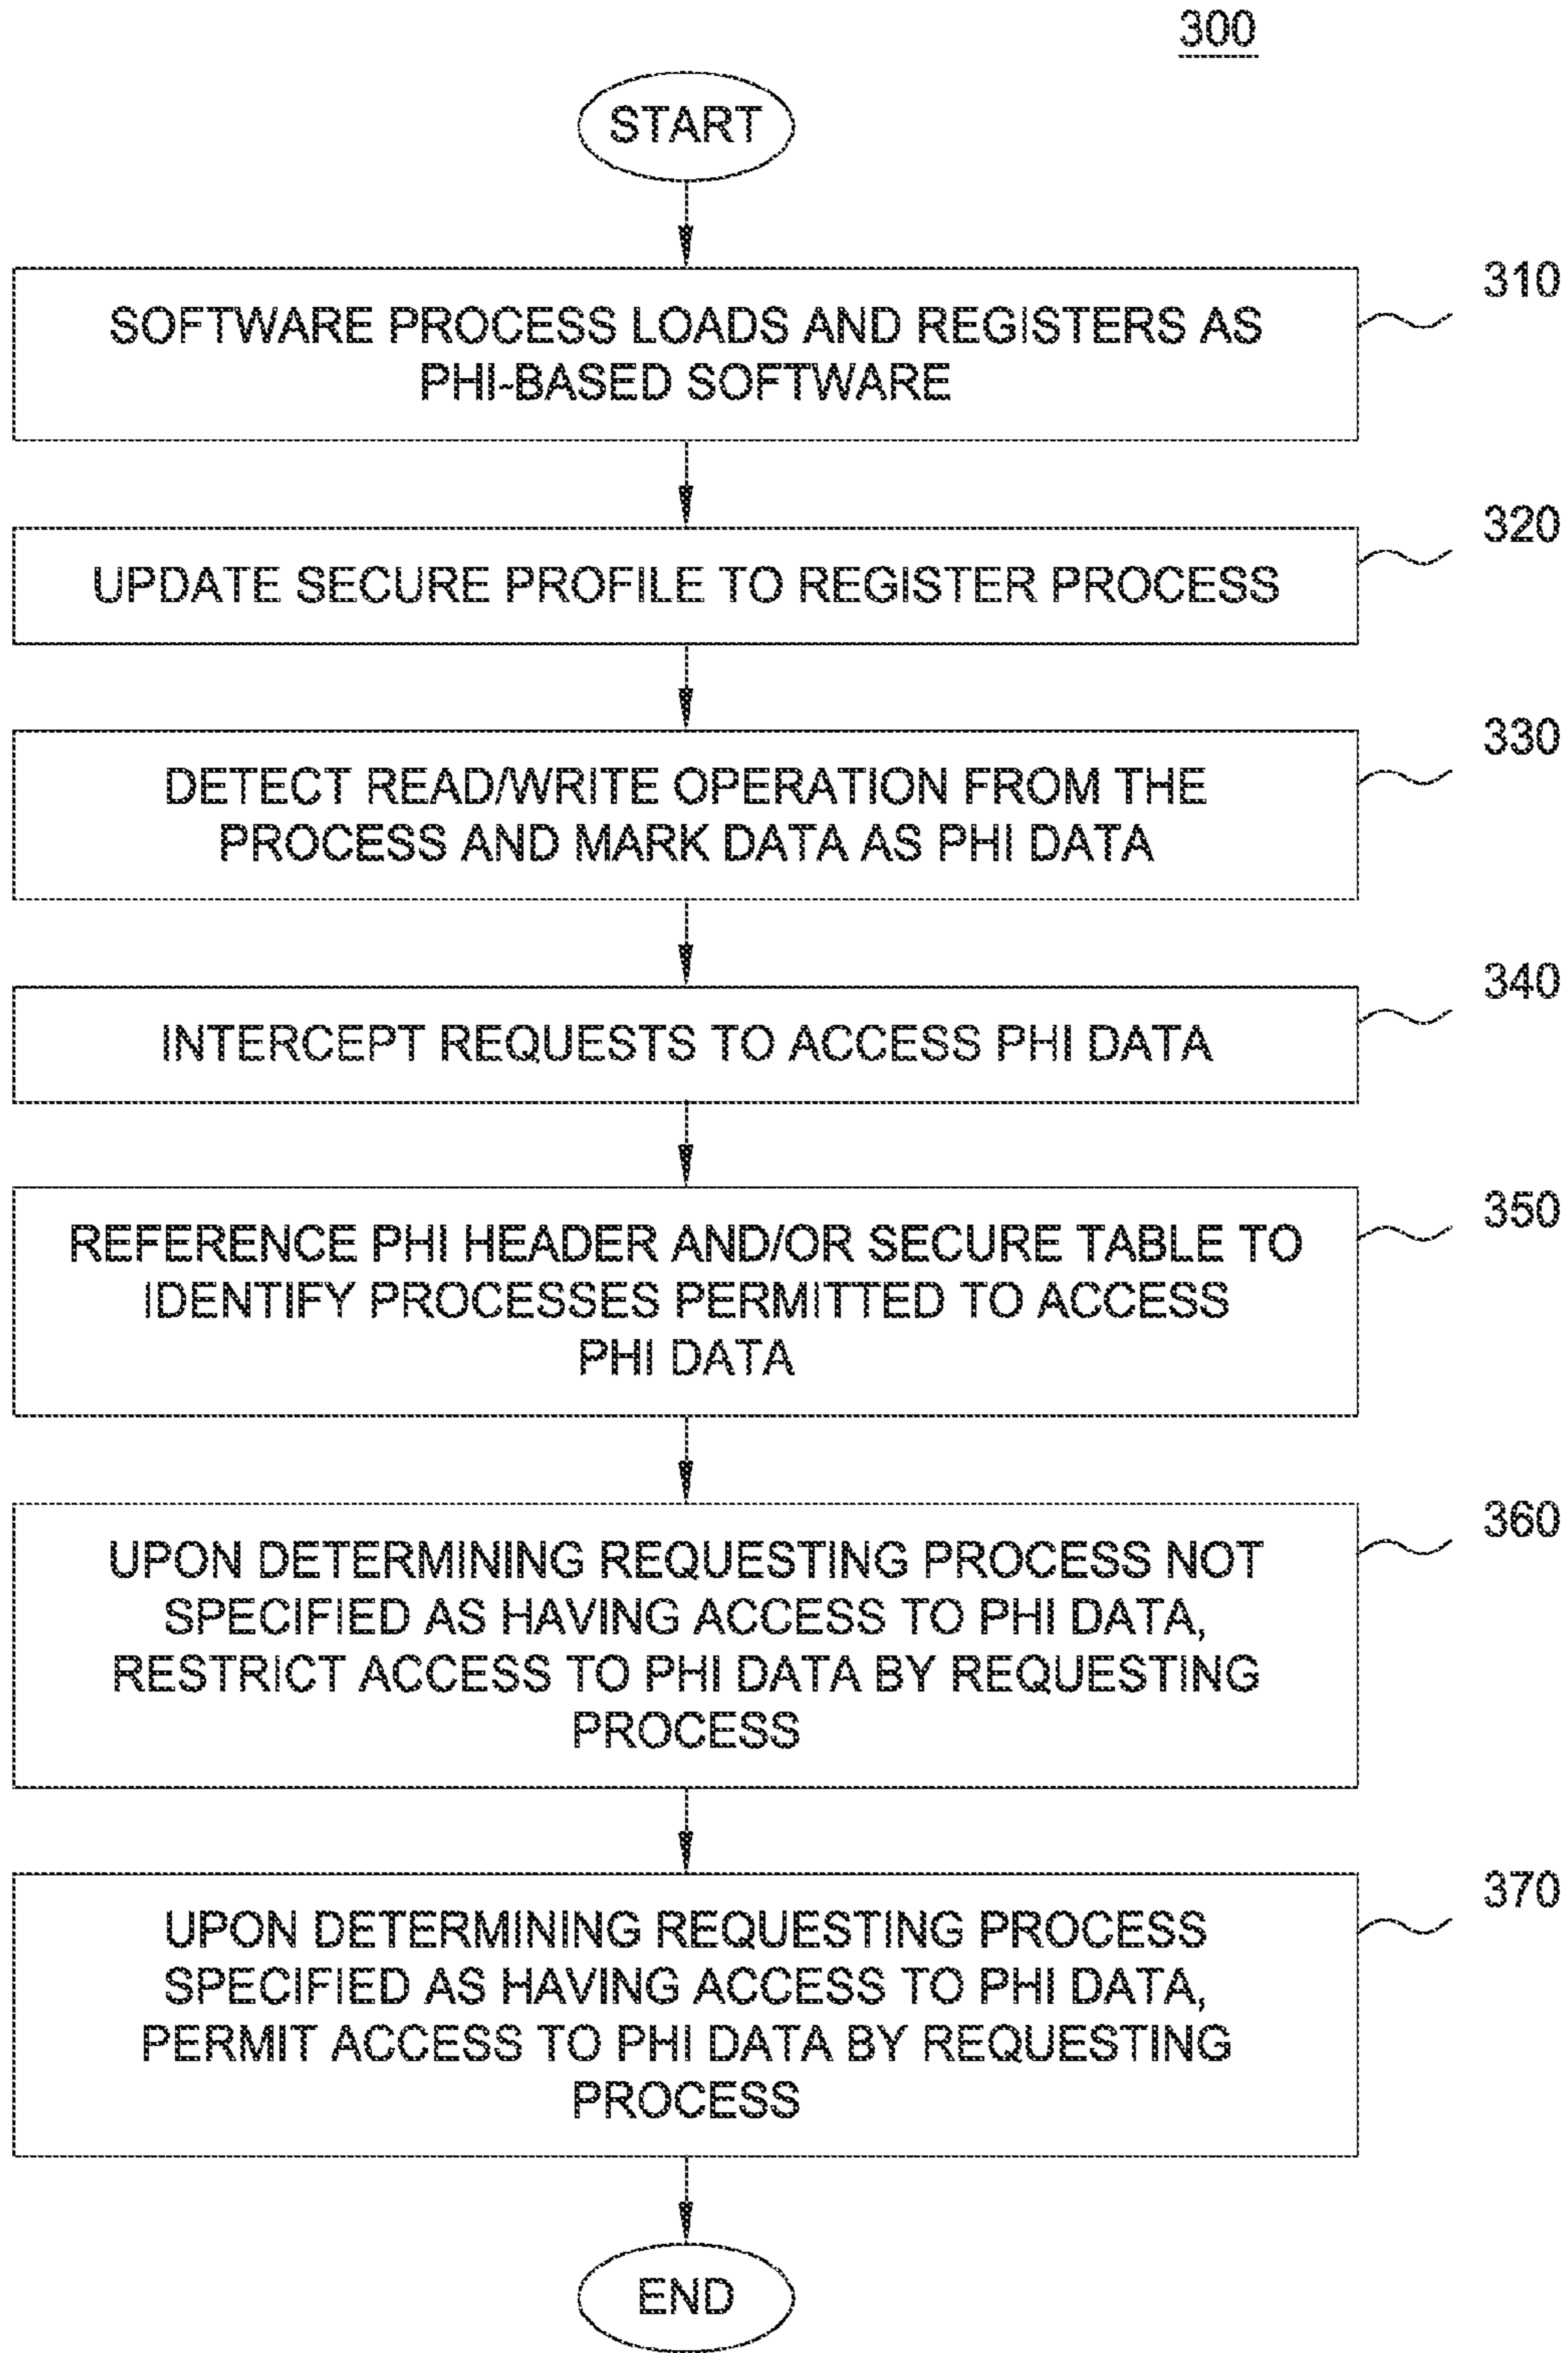 300
START
SOFTWARE PROCESS LOADS AND REGISTERS AS
PHI-BASED SOFTWARE
310
UPDATE SECURE PROFILE TO REGISTER PROCESS
320
DETECT READ/WRITE OPERATION FROM THE
PROCESS AND MARK DATA AS PHI DATA
330
INTERCEPT REQUESTS TO ACCESS PHI DATA
340
REFERENCE PHI HEADER AND/OR SECURE TABLE TO
IDENTIFY PROCESSES PERMITTED TO ACCESS
PHI DATA
350
UPON DETERMINING REQUESTING PROCESS NOT
SPECIFIED AS HAVING ACCESS TO PHI DATA,
RESTRICT ACCESS TO PHI DATA BY REQUESTING
PROCESS
360
UPON DETERMINING REQUESTING PROCESS
SPECIFIED AS HAVING ACCESS TO PHI DATA,
PERMIT ACCESS TO PHI DATA BY REQUESTING
PROCESS
370
END